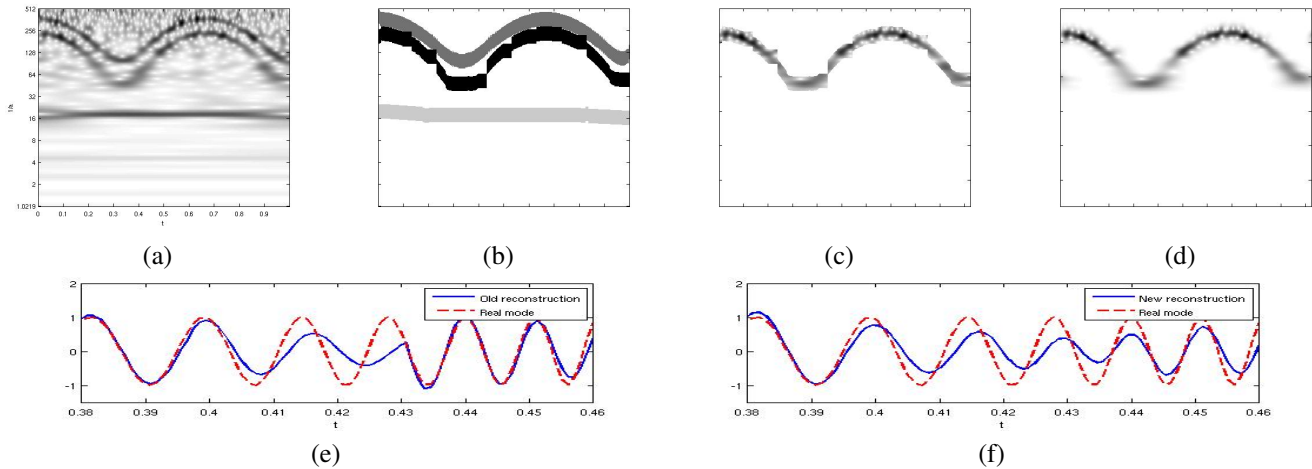 512
256
128
64
32
16
8
4
2
1.0219
1/a
0 0.1 0.2 0.3 0.4 0.5 0.6 0.7 0.8 0.9
t
(a) (b) (c) (d)
2
1
0
-1
Old reconstruction
Real mode
0.38 0.39 0.4 0.41 0.42 0.43 0.44 0.45 0.46
t
(e)
2
1
0
-1
New reconstruction
Real mode
0.38 0.39 0.4 0.41 0.42 0.43 0.44 0.45 0.46
t
(f)